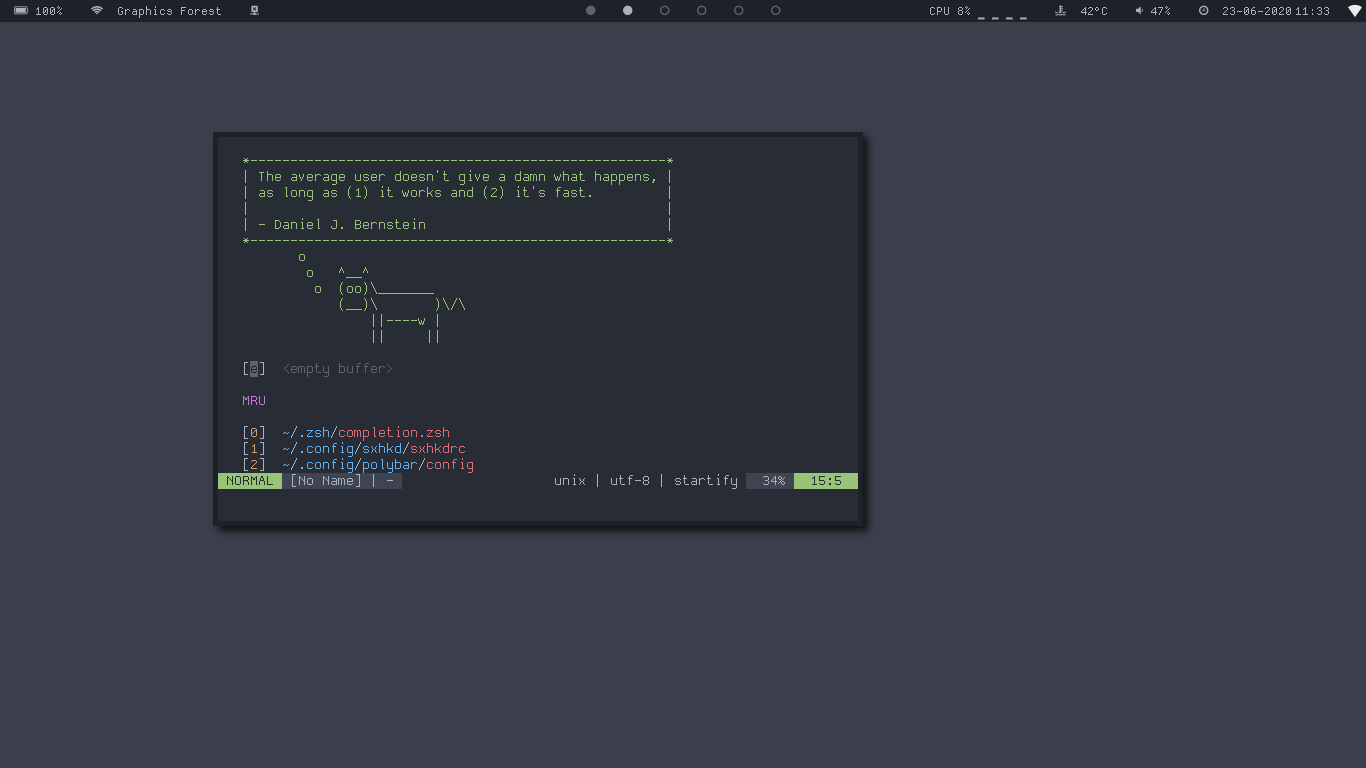 100% Graphics Forest CPU 8% 42°C 47% 23-06-2020 11:33
*----------------------------------------------------*
| The average user doesn't give a damn what happens, |
| as long as (1) it works and (2) it's fast.         |
|                                                    |
| - Daniel J. Bernstein                              |
*----------------------------------------------------*
       o
        o   ^__^
         o  (oo)\_______
            (__)\       )\/\
                ||----w |
                ||     ||
[e]  <empty buffer>
MRU
[0]  ~/.zsh/completion.zsh
[1]  ~/.config/sxhkd/sxhkdrc
[2]  ~/.config/polybar/config
NORMAL [No Name] | - unix | utf-8 | startify 34% 15:5